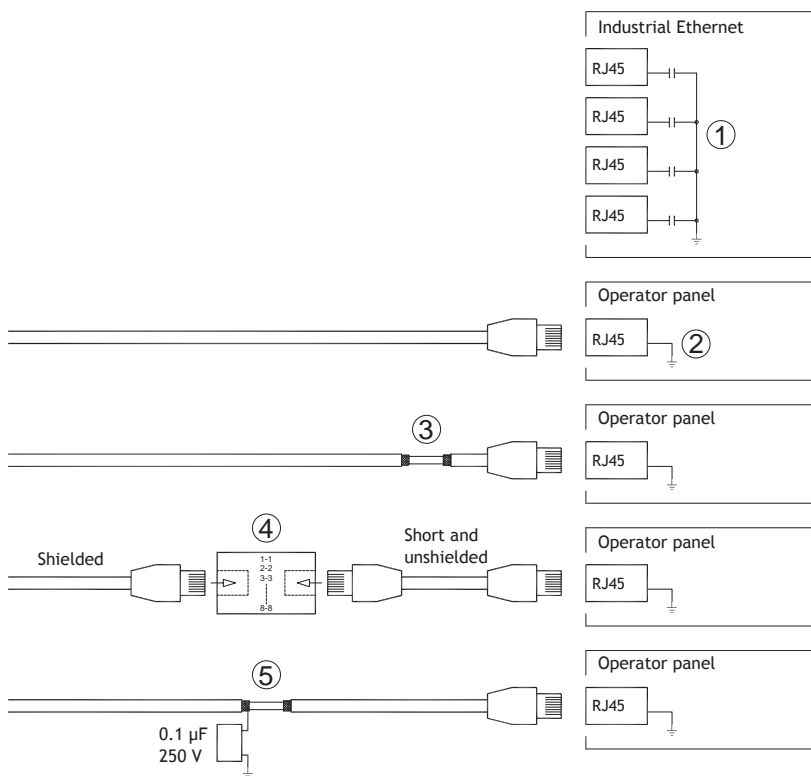 Industrial Ethernet
RJ45
RJ45
1
RJ45
RJ45
Operator panel
RJ45
2
3
Operator panel
RJ45
4
Shielded
1-1
2-2
3-3
8-8
Short and
unshielded
Operator panel
RJ45
5
0.1 µF
250 V
Operator panel
RJ45